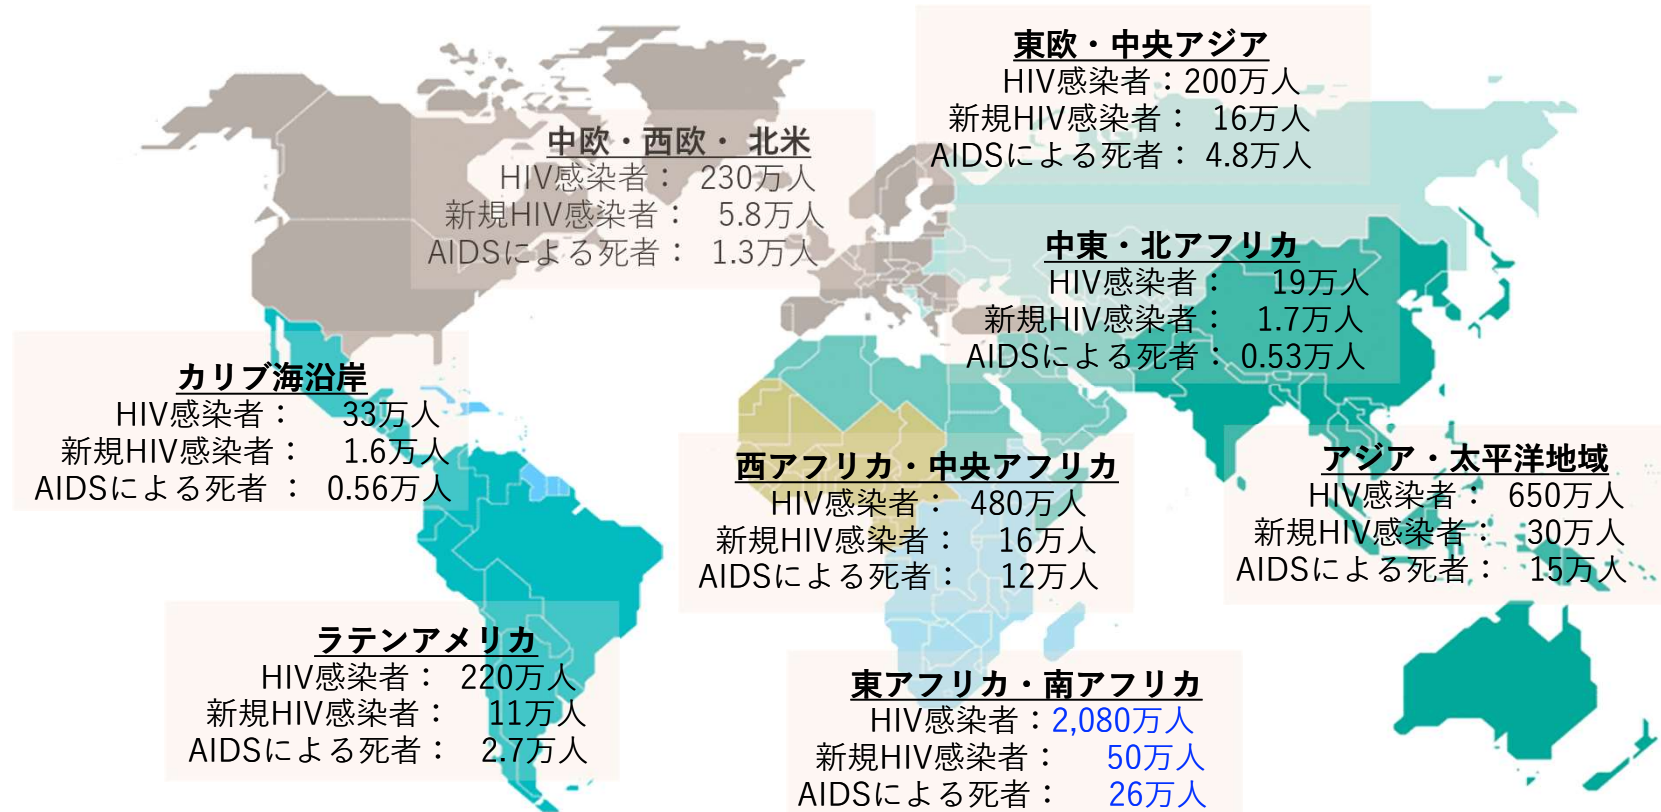 東欧・中央アジア
HIV感染者：200万人
新規HIV感染者： 16万人
AIDSによる死者： 4.8万人
中欧・西欧・ 北米
HIV感染者： 230万人
新規HIV感染者： 5.8万人
AIDSによる死者： 1.3万人
中東・北アフリカ
HIV感染者： 19万人
新規HIV感染者： 1.7万人
AIDSによる死者： 0.53万人
カリブ海沿岸
HIV感染者： 33万人
新規HIV感染者： 1.6万人
AIDSによる死者 ： 0.56万人
西アフリカ・中央アフリカ
HIV感染者： 480万人
新規HIV感染者： 16万人
AIDSによる死者： 12万人
アジア・太平洋地域
HIV感染者： 650万人
新規HIV感染者： 30万人
AIDSによる死者： 15万人
ラテンアメリカ
HIV感染者： 220万人
新規HIV感染者： 11万人
AIDSによる死者： 2.7万人
東アフリカ・南アフリカ
HIV感染者：2,080万人
新規HIV感染者： 50万人
AIDSによる死者： 26万人